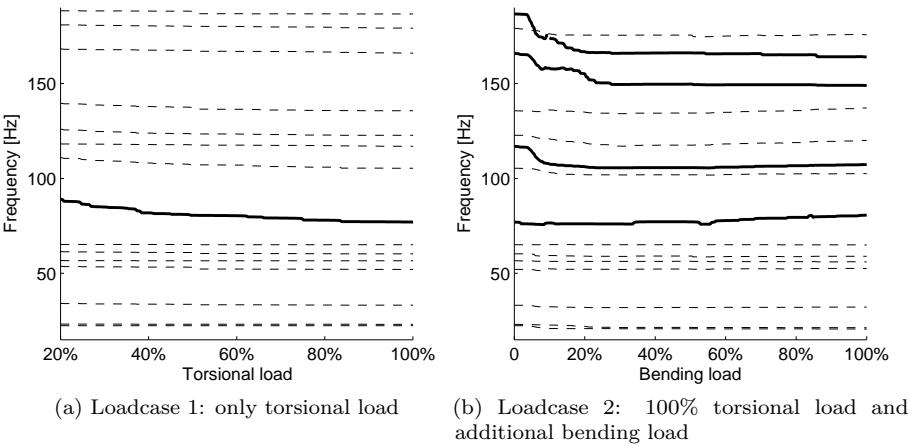 Frequency [Hz]
150
100
50
20%
40%
60%
80%
100%
Torsional load
(a) Loadcase 1: only torsional load
Frequency [Hz]
150
100
50
0
20%
40%
60%
80%
100%
Bending load
(b) Loadcase 2: 100% torsional load and
additional bending load